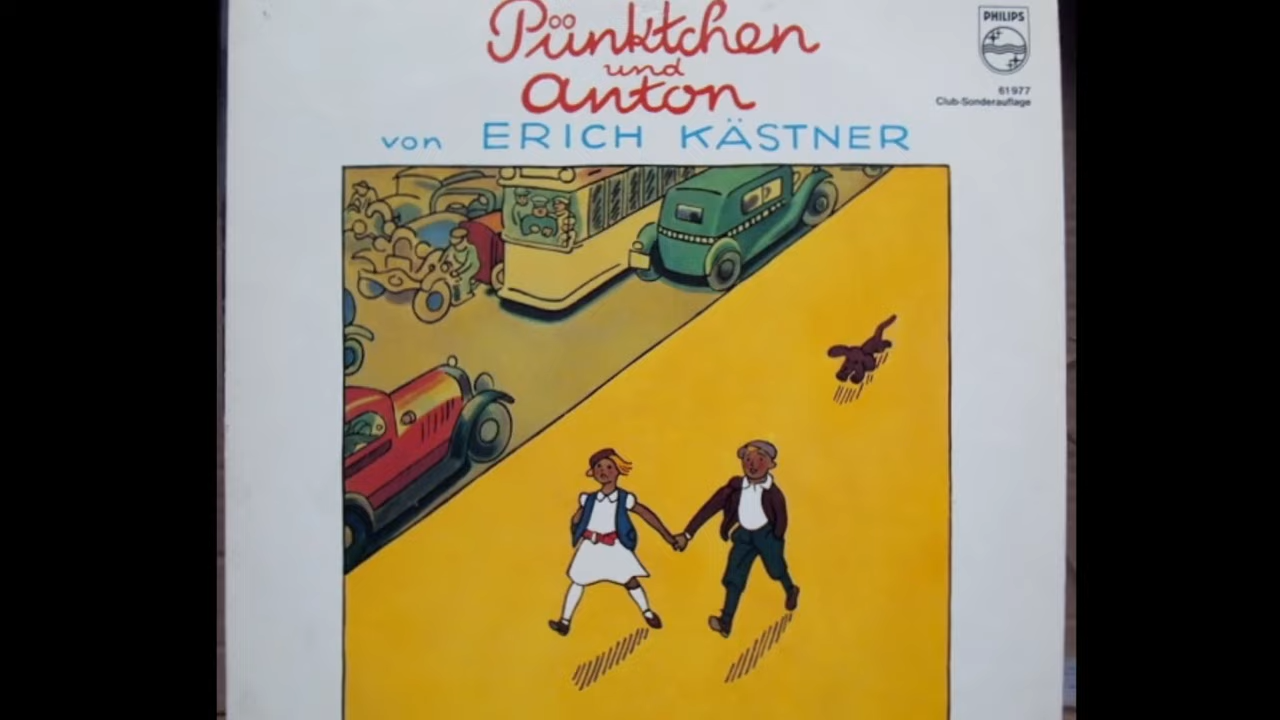 Pünktchen
und
Anton
von ERICH KÄSTNER
PHILIPS
61977
Club-Sonderauflage